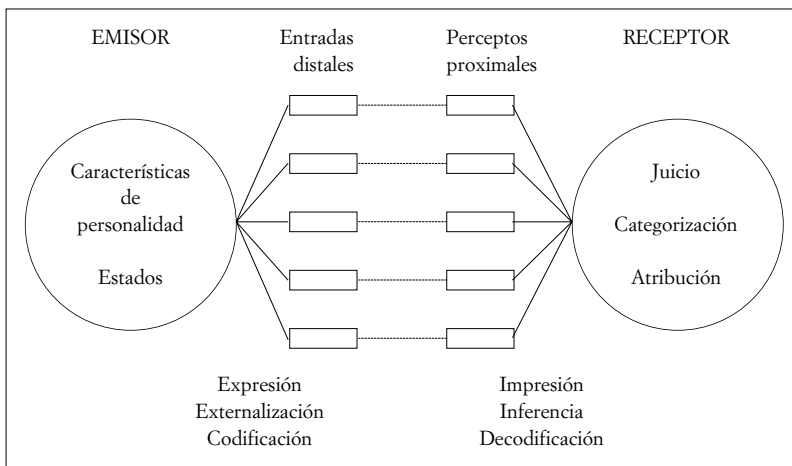 EMISOR
Entradas
distales
Perceptos
proximales
RECEPTOR
Características
de
personalidad
Estados
Juicio
Categorización
Atribución
Expresión
Externalización
Codificación
Impresión
Inferencia
Decodificación